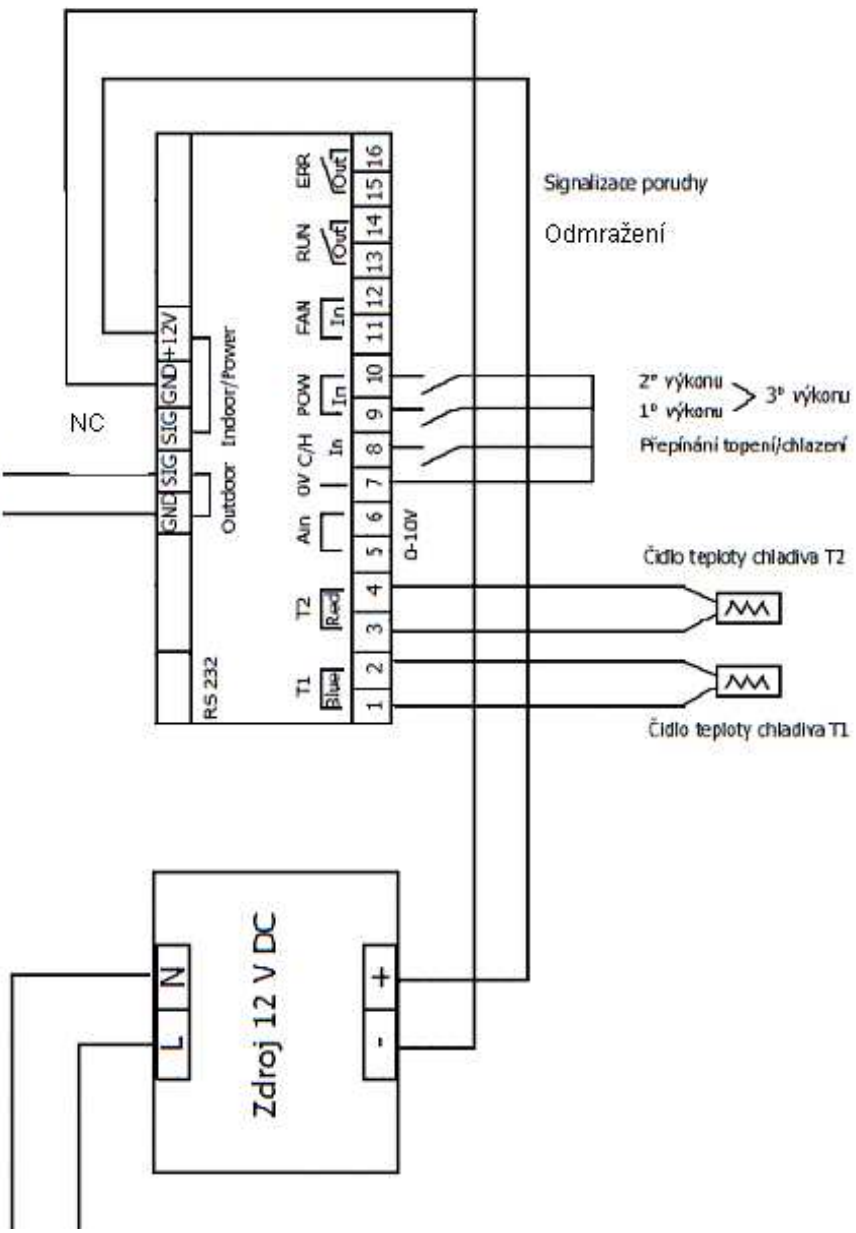 ERR
Out
16
15
Signalizace poruchy
RUN
Out
14
13
Odmražení
FAN
In
12
11
+12V
GND
SIG
Indoor/Power
NC
SIG
GND
Outdoor
POW
In
10
9
C/H
In
8
0V
7
2° výkonu
1° výkonu
3° výkonu
Přepínání topení/chlazení
Ain
6
5
0-10V
T2
Red
4
3
Čidlo teploty chladiva T2
T1
Blue
2
1
Čidlo teploty chladiva T1
RS 232
N
L
Zdroj 12 V DC
+
-